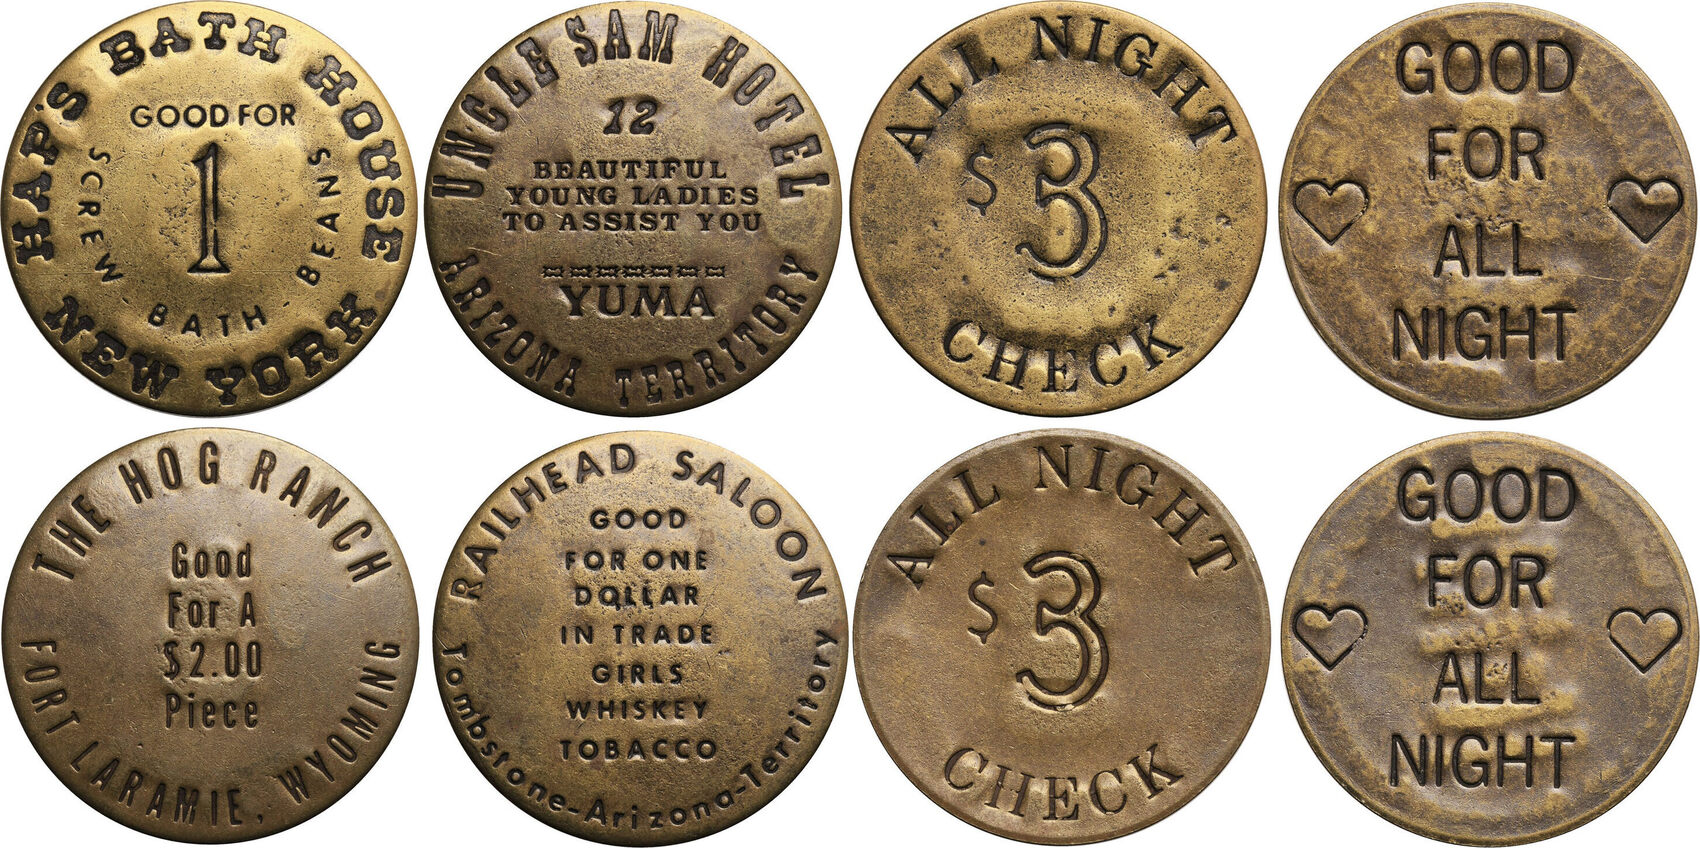 HAP'S BATH HOUSE
GOOD FOR
1
SCREW - BATH BEANS
NEW YORK
UNCLE SAM HOTEL
12
BEAUTIFUL
YOUNG LADIES
TO ASSIST YOU
YUMA
ARIZONA TERRITORY
ALL NIGHT
$3
CHECK
GOOD
FOR
ALL
NIGHT
THE HOG RANCH
Good
For A
$2.00
Piece
FORT LARAMIE, WYOMING
RAILHEAD SALOON
GOOD
FOR ONE
DOLLAR
IN TRADE
GIRLS
WHISKEY
TOBACCO
Tombstone-Arizona-Territory
ALL NIGHT
$3
CHECK
GOOD
FOR
ALL
NIGHT